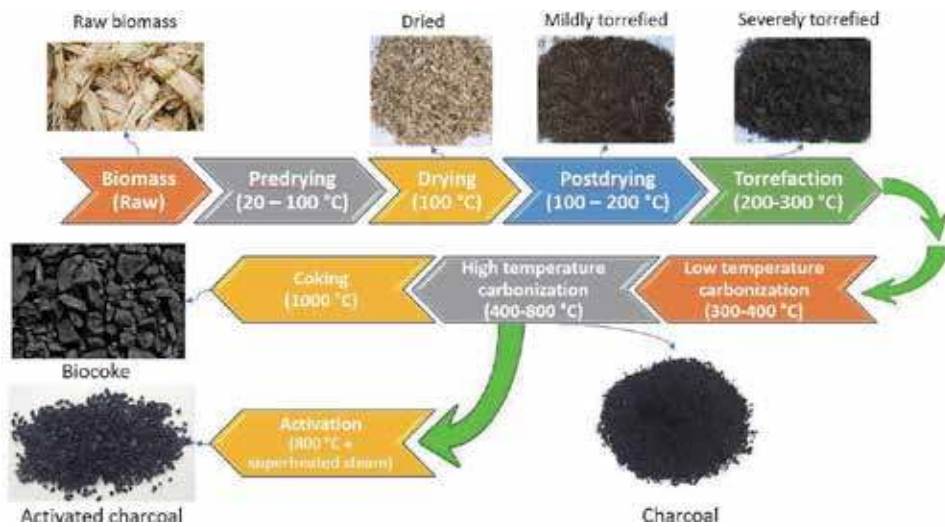 Raw biomass
Dried
Mildly torrefied
Severely torrefied
Biomass
(Raw)
Predrying
(20 – 100 °C)
Drying
(100 °C)
Postdrying
(100 – 200 °C)
Torrefaction
(200-300 °C)
Coking
(1000 °C)
High temperature
carbonization
(400-800 °C)
Low temperature
carbonization
(300-400 °C)
Biocoke
Activation
(800 °C +
superheated steam)
Activated charcoal
Charcoal